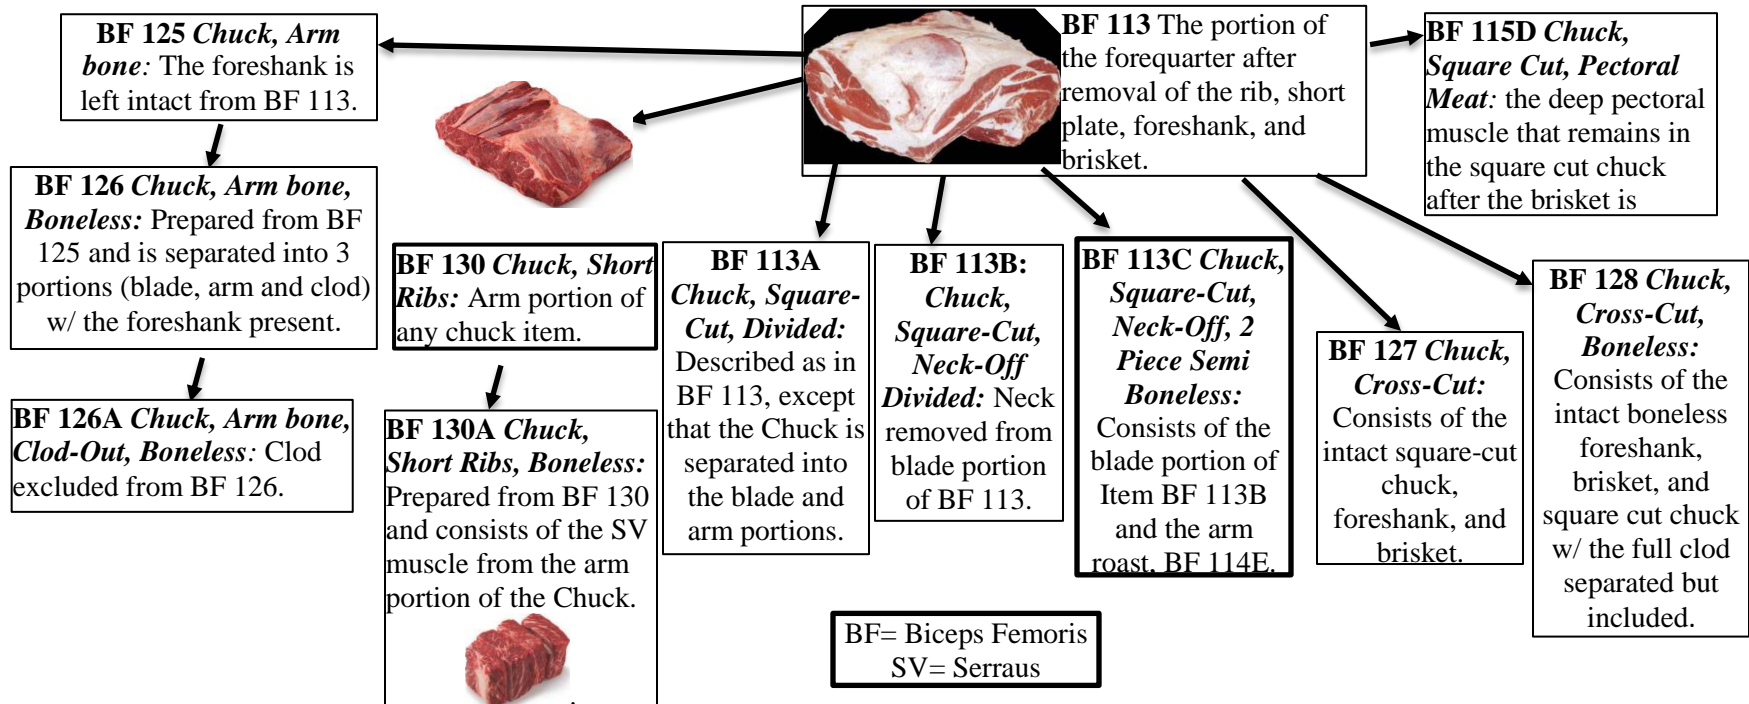 BF 125 Chuck, Arm
bone: The foreshank is
left intact from BF 113.
BF 126 Chuck, Arm bone,
Boneless: Prepared from BF
125 and is separated into 3
portions (blade, arm and clod)
w/ the foreshank present.
BF 126A Chuck, Arm bone,
Clod-Out, Boneless: Clod
excluded from BF 126.
BF 130 Chuck, Short
Ribs: Arm portion of
any chuck item.
BF 130A Chuck,
Short Ribs, Boneless:
Prepared from BF 130
and consists of the SV
muscle from the arm
portion of the Chuck.
BF 113 The portion of
the forequarter after
removal of the rib, short
plate, foreshank, and
brisket.
BF 113A
Chuck, Square-
Cut, Divided:
Described as in
BF 113, except
that the Chuck is
separated into
the blade and
arm portions.
BF 113B:
Chuck,
Square-Cut,
Neck-Off
Divided: Neck
removed from
blade portion
of BF 113.
BF 113C Chuck,
Square-Cut,
Neck-Off, 2
Piece Semi
Boneless:
Consists of the
blade portion of
Item BF 113B
and the arm
roast, BF 114E.
BF 115D Chuck,
Square Cut, Pectoral
Meat: the deep pectoral
muscle that remains in
the square cut chuck
after the brisket is
BF 127 Chuck,
Cross-Cut:
Consists of the
intact square-cut
chuck,
foreshank, and
brisket.
BF 128 Chuck,
Cross-Cut,
Boneless:
Consists of the
intact boneless
foreshank,
brisket, and
square cut chuck
w/ the full clod
separated but
included.
BF= Biceps Femoris
SV= Serraus